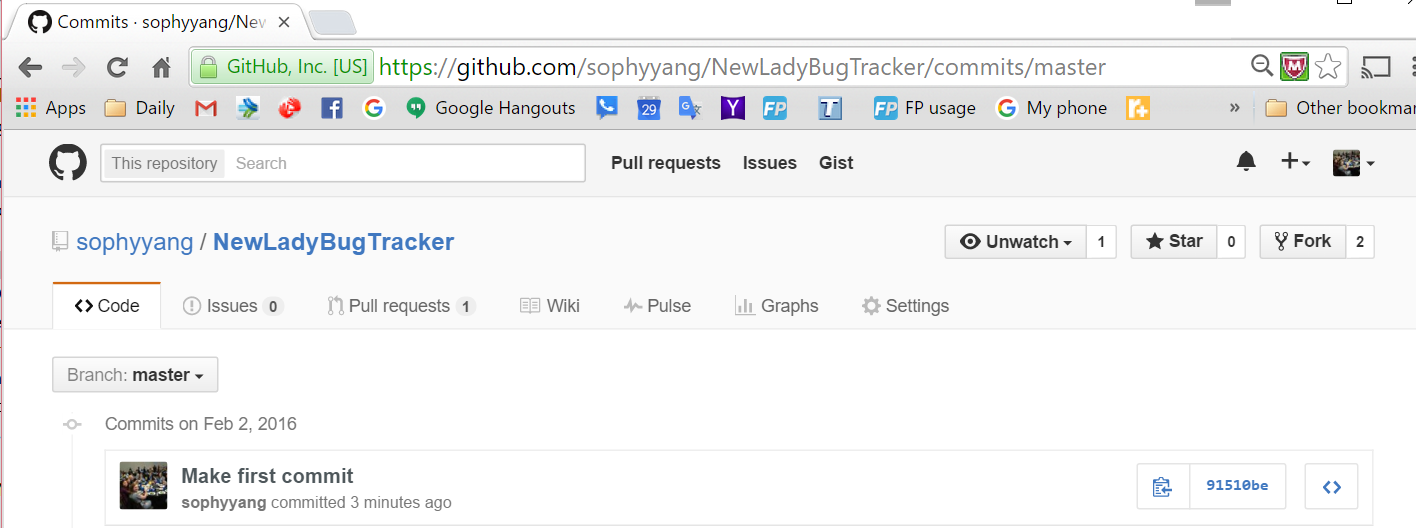 Commits · sophyyang/New
GitHub, Inc. [US] https://github.com/sophyyang/NewLadyBugTracker/commits/master
Apps Daily Google Hangouts 29 Y FP T FP FP usage G My phone r+ » Other bookmar
This repository Search Pull requests Issues Gist
sophyyang / NewLadyBugTracker Unwatch 1 Star 0 Fork 2
Code Issues 0 Pull requests 1 Wiki Pulse Graphs Settings
Branch: master
Commits on Feb 2, 2016
Make first commit
sophyyang committed 3 minutes ago
91510be